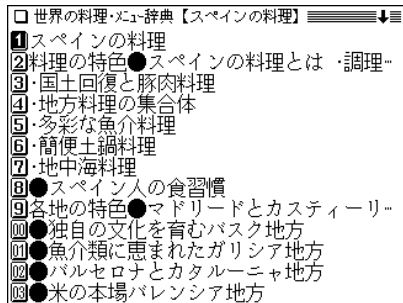 世界の料理・メニュー辞典【スペインの料理】
1スペインの料理
2料理の特色●スペインの料理とは ・調理…
3・国土回復と豚肉料理
4・地方料理の集合体
5・多彩な魚介料理
6・簡便土鍋料理
7・地中海料理
8●スペイン人の食習慣
9各地の特色●マドリードとカスティーリ…
00●独自の文化を育むバスク地方
01●魚介類に恵まれたガリシア地方
02●バルセロナとカタルーニャ地方
03●米の本場バレンシア地方